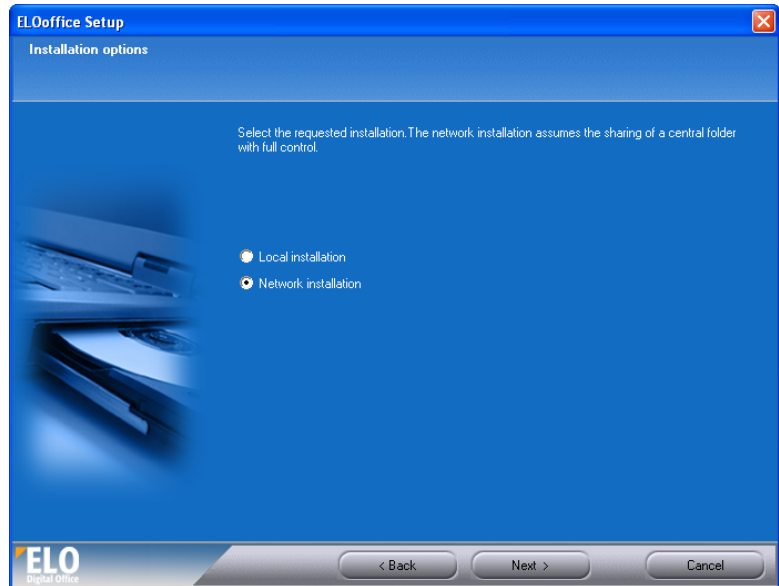 ELOoffice Setup
Installation options
Select the requested installation.The network installation assumes the sharing of a central folder
with full control.
Local installation
Network installation
ELO
Digital Office
< Back
Next >
Cancel